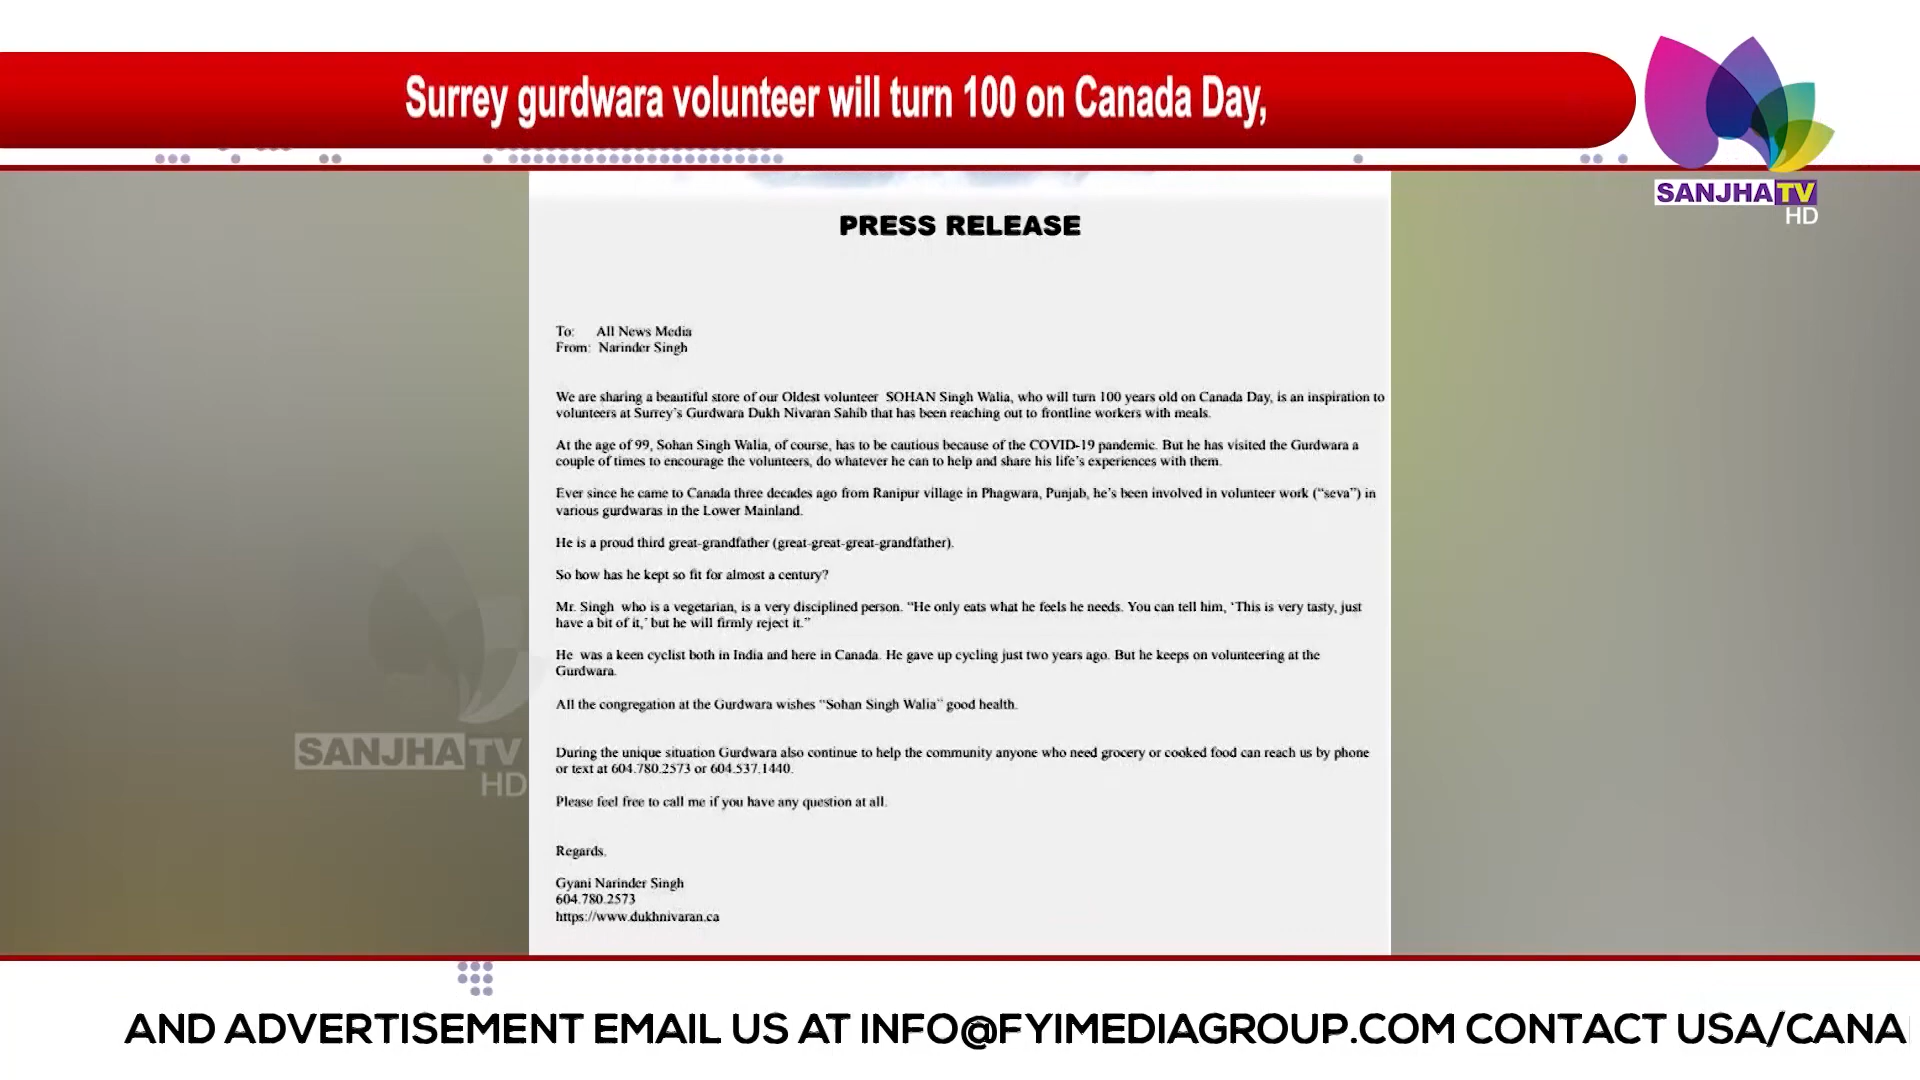 Surrey gurdwara volunteer will turn 100 on Canada Day,
SANJHA TV
HD
PRESS RELEASE
To: All News Media
From: Narinder Singh
We are sharing a beautiful store of our Oldest volunteer SOHAN Singh Walia, who will turn 100 years old on Canada Day, is an inspiration to
volunteers at Surrey's Gurdwara Dukh Nivaran Sahib that has been reaching out to frontline workers with meals.
At the age of 99, Sohan Singh Walia, of course, has to be cautious because of the COVID-19 pandemic. But he has visited the Gurdwara a
couple of times to encourage the volunteers, do whatever he can to help and share his life's experiences with them.
Ever since he came to Canada three decades ago from Ranipur village in Phagwara, Punjab, he's been involved in volunteer work ("seva") in
various gurdwaras in the Lower Mainland.
He is a proud third great-grandfather (great-great-great-grandfather).
So how has he kept so fit for almost a century?
Mr. Singh who is a vegetarian, is a very disciplined person. "He only eats what he feels he needs. You can tell him, 'This is very tasty, just
have a bit of it,' but he will firmly reject it."
He was a keen cyclist both in India and here in Canada. He gave up cycling just two years ago. But he keeps on volunteering at the
Gurdwara.
All the congregation at the Gurdwara wishes "Sohan Singh Walia" good health.
During the unique situation Gurdwara also continue to help the community anyone who need grocery or cooked food can reach us by phone
or text at 604.780.2573 or 604.537.1440.
Please feel free to call me if you have any question at all.
Regards,
Gyani Narinder Singh
604.780.2573
https://www.dukhnivaran.ca
SANJHA TV
HD
AND ADVERTISEMENT EMAIL US AT INFO@FYIMEDIAGROUP.COM CONTACT USA/CANA